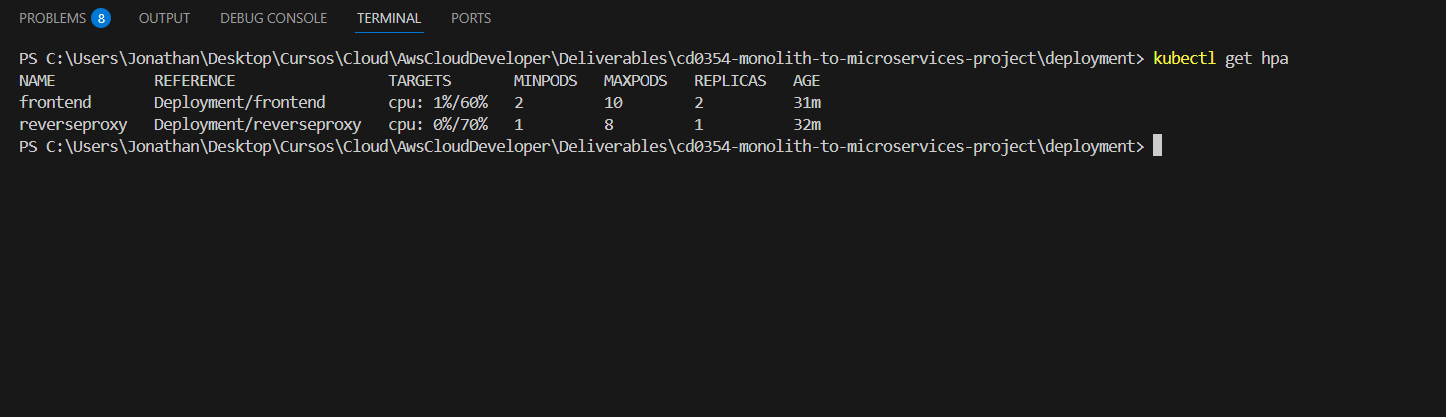 PROBLEMS 8 OUTPUT DEBUG CONSOLE TERMINAL PORTS
PS C:\Users\Jonathan\Desktop\Cursos\Cloud\AwsCloudDeveloper\Deliverables\cd0354-monolith-to-microservices-project\deployment> kubectl get hpa
NAME REFERENCE TARGETS MINPODS MAXPODS REPLICAS AGE
frontend Deployment/frontend cpu: 1%/60% 2 10 2 31m
reverseproxy Deployment/reverseproxy cpu: 0%/70% 1 8 1 32m
PS C:\Users\Jonathan\Desktop\Cursos\Cloud\AwsCloudDeveloper\Deliverables\cd0354-monolith-to-microservices-project\deployment>